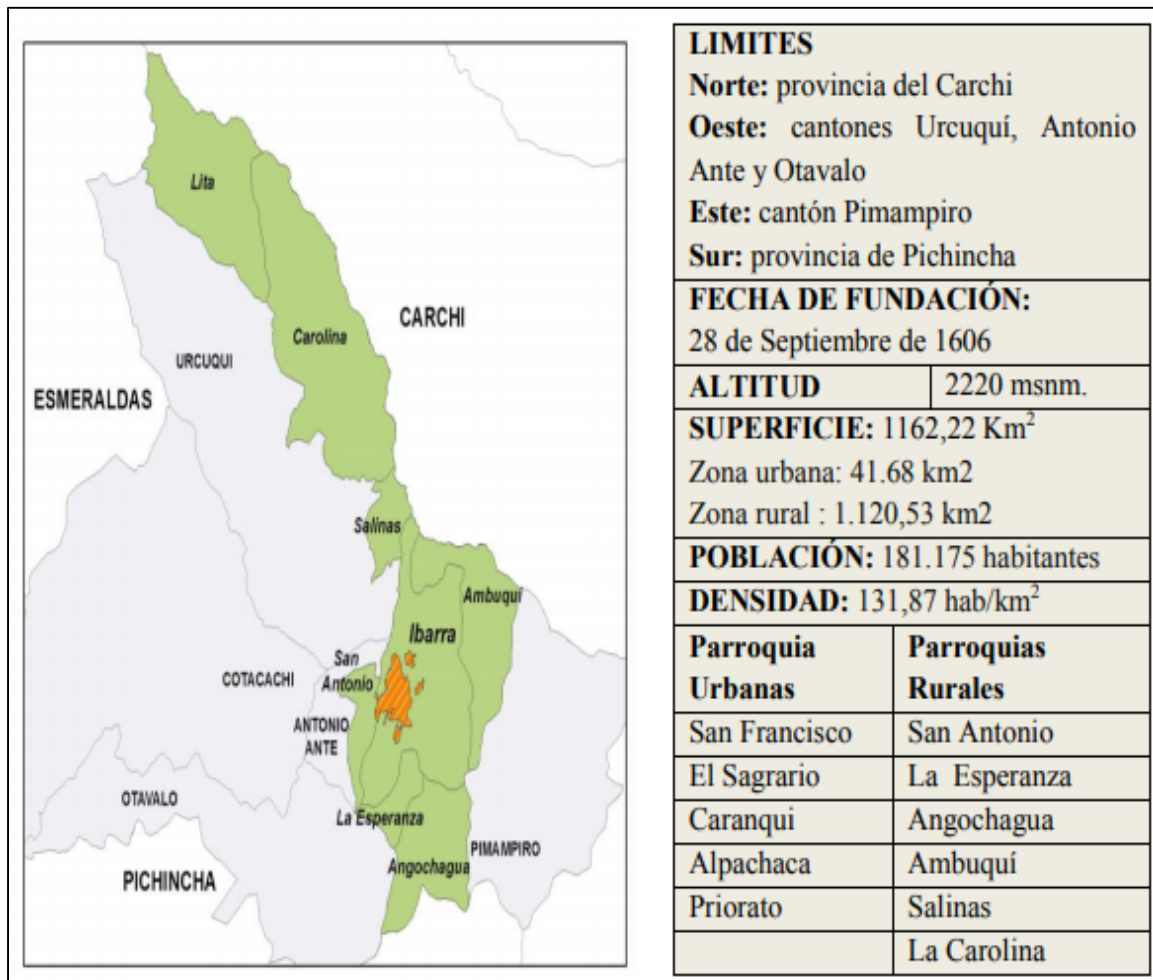 Lita
CARCHI
Carolina
URCUQUI
ESMERALDAS
Salinas
Ambuquí
Ibarra
San
Antonio
COTACACHI
ANTONIO
ANTE
OTAVALO
La Esperanza
PIMAMPIRO
Angochagua
PICHINCHA
LIMITES
Norte: provincia del Carchi
Oeste: cantones Urcuquí, Antonio
Ante y Otavalo
Este: cantón Pimampiro
Sur: provincia de Pichincha
FECHA DE FUNDACIÓN:
28 de Septiembre de 1606
ALTITUD 2220 msnm.
SUPERFICIE: 1162,22 Km²
Zona urbana: 41.68 km2
Zona rural : 1.120,53 km2
POBLACIÓN: 181.175 habitantes
DENSIDAD: 131,87 hab/km²
Parroquia Parroquias
Urbanas Rurales
San Francisco San Antonio
El Sagrario La Esperanza
Caranqui Angochagua
Alpachaca Ambuquí
Priorato Salinas
La Carolina